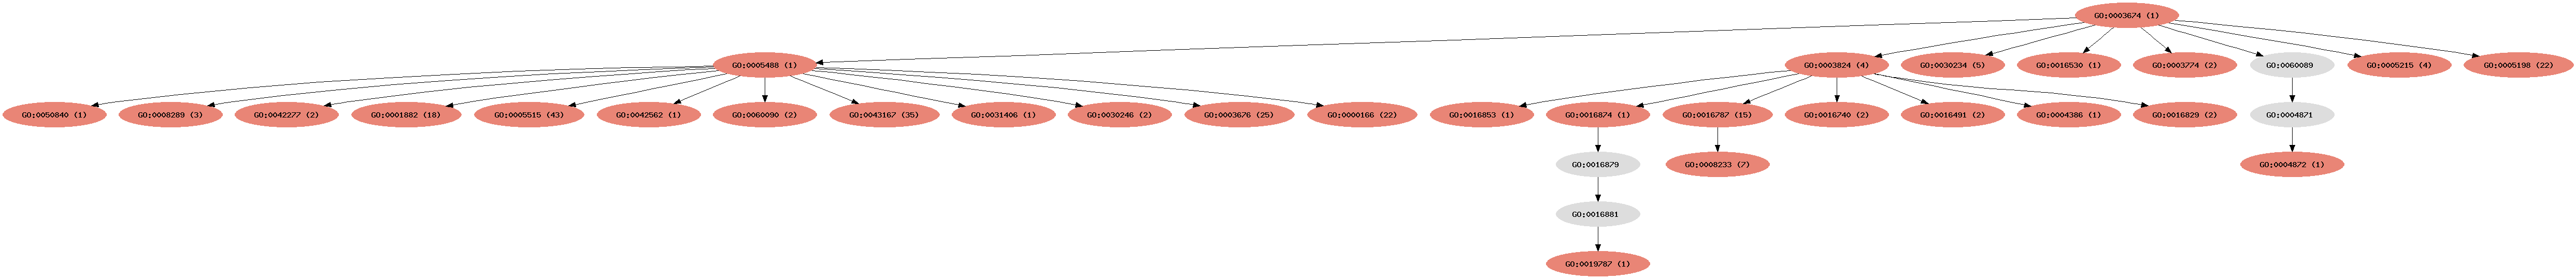 GO:0003674 (1)
GO:0005488 (1)
GO:0003824 (4)
GO:0030234 (5)
GO:0016530 (1)
GO:0003774 (2)
GO:0060089
GO:0005215 (4)
GO:0005198 (22)
GO:0050840 (1)
GO:0008289 (3)
GO:0042277 (2)
GO:0001882 (18)
GO:0005515 (43)
GO:0042562 (1)
GO:0060090 (2)
GO:0043167 (35)
GO:0031406 (1)
GO:0030246 (2)
GO:0003676 (25)
GO:0000166 (22)
GO:0016853 (1)
GO:0016874 (1)
GO:0016787 (15)
GO:0016740 (2)
GO:0016491 (2)
GO:0004386 (1)
GO:0016829 (2)
GO:0004871
GO:0016879
GO:0008233 (7)
GO:0004872 (1)
GO:0016881
GO:0019787 (1)